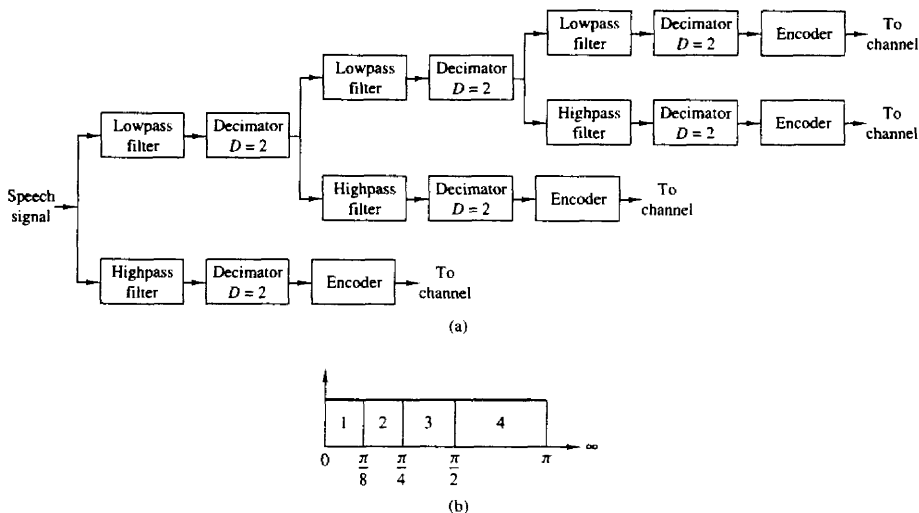 Lowpass
filter
Decimator
D = 2
Encoder
To
channel
Lowpass
filter
Decimator
D = 2
Highpass
filter
Decimator
D = 2
Encoder
To
channel
Lowpass
filter
Decimator
D = 2
Speech
signal
Highpass
filter
Decimator
D = 2
Encoder
To
channel
Highpass
filter
Decimator
D = 2
Encoder
To
channel
(a)
1 2 3 4
0 π/8 π/4 π/2 π ∞
(b)